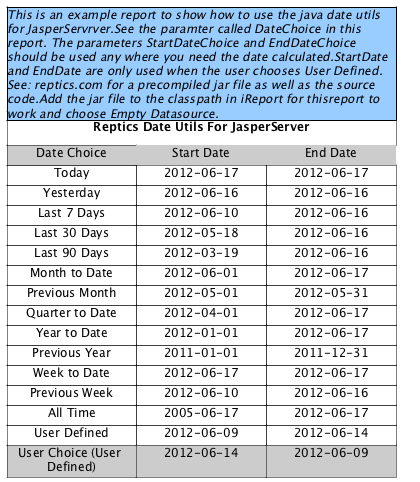 This is an example report to show how to use the java date utils
for JasperServrver.See the paramter called DateChoice in this
report. The parameters StartDateChoice and EndDateChoice
should be used any where you need the date calculated.StartDate
and EndDate are only used when the user chooses User Defined.
See: reptics.com for a precompiled jar file as well as the source
code.Add the jar file to the classpath in iReport for thisreport to
work and choose Empty Datasource.
Reptics Date Utils For JasperServer
Date Choice Start Date End Date
Today 2012-06-17 2012-06-17
Yesterday 2012-06-16 2012-06-16
Last 7 Days 2012-06-10 2012-06-16
Last 30 Days 2012-05-18 2012-06-16
Last 90 Days 2012-03-19 2012-06-16
Month to Date 2012-06-01 2012-06-17
Previous Month 2012-05-01 2012-05-31
Quarter to Date 2012-04-01 2012-06-17
Year to Date 2012-01-01 2012-06-17
Previous Year 2011-01-01 2011-12-31
Week to Date 2012-06-17 2012-06-17
Previous Week 2012-06-10 2012-06-16
All Time 2005-06-17 2012-06-17
User Defined 2012-06-09 2012-06-14
User Choice (User 2012-06-14 2012-06-09
Defined)